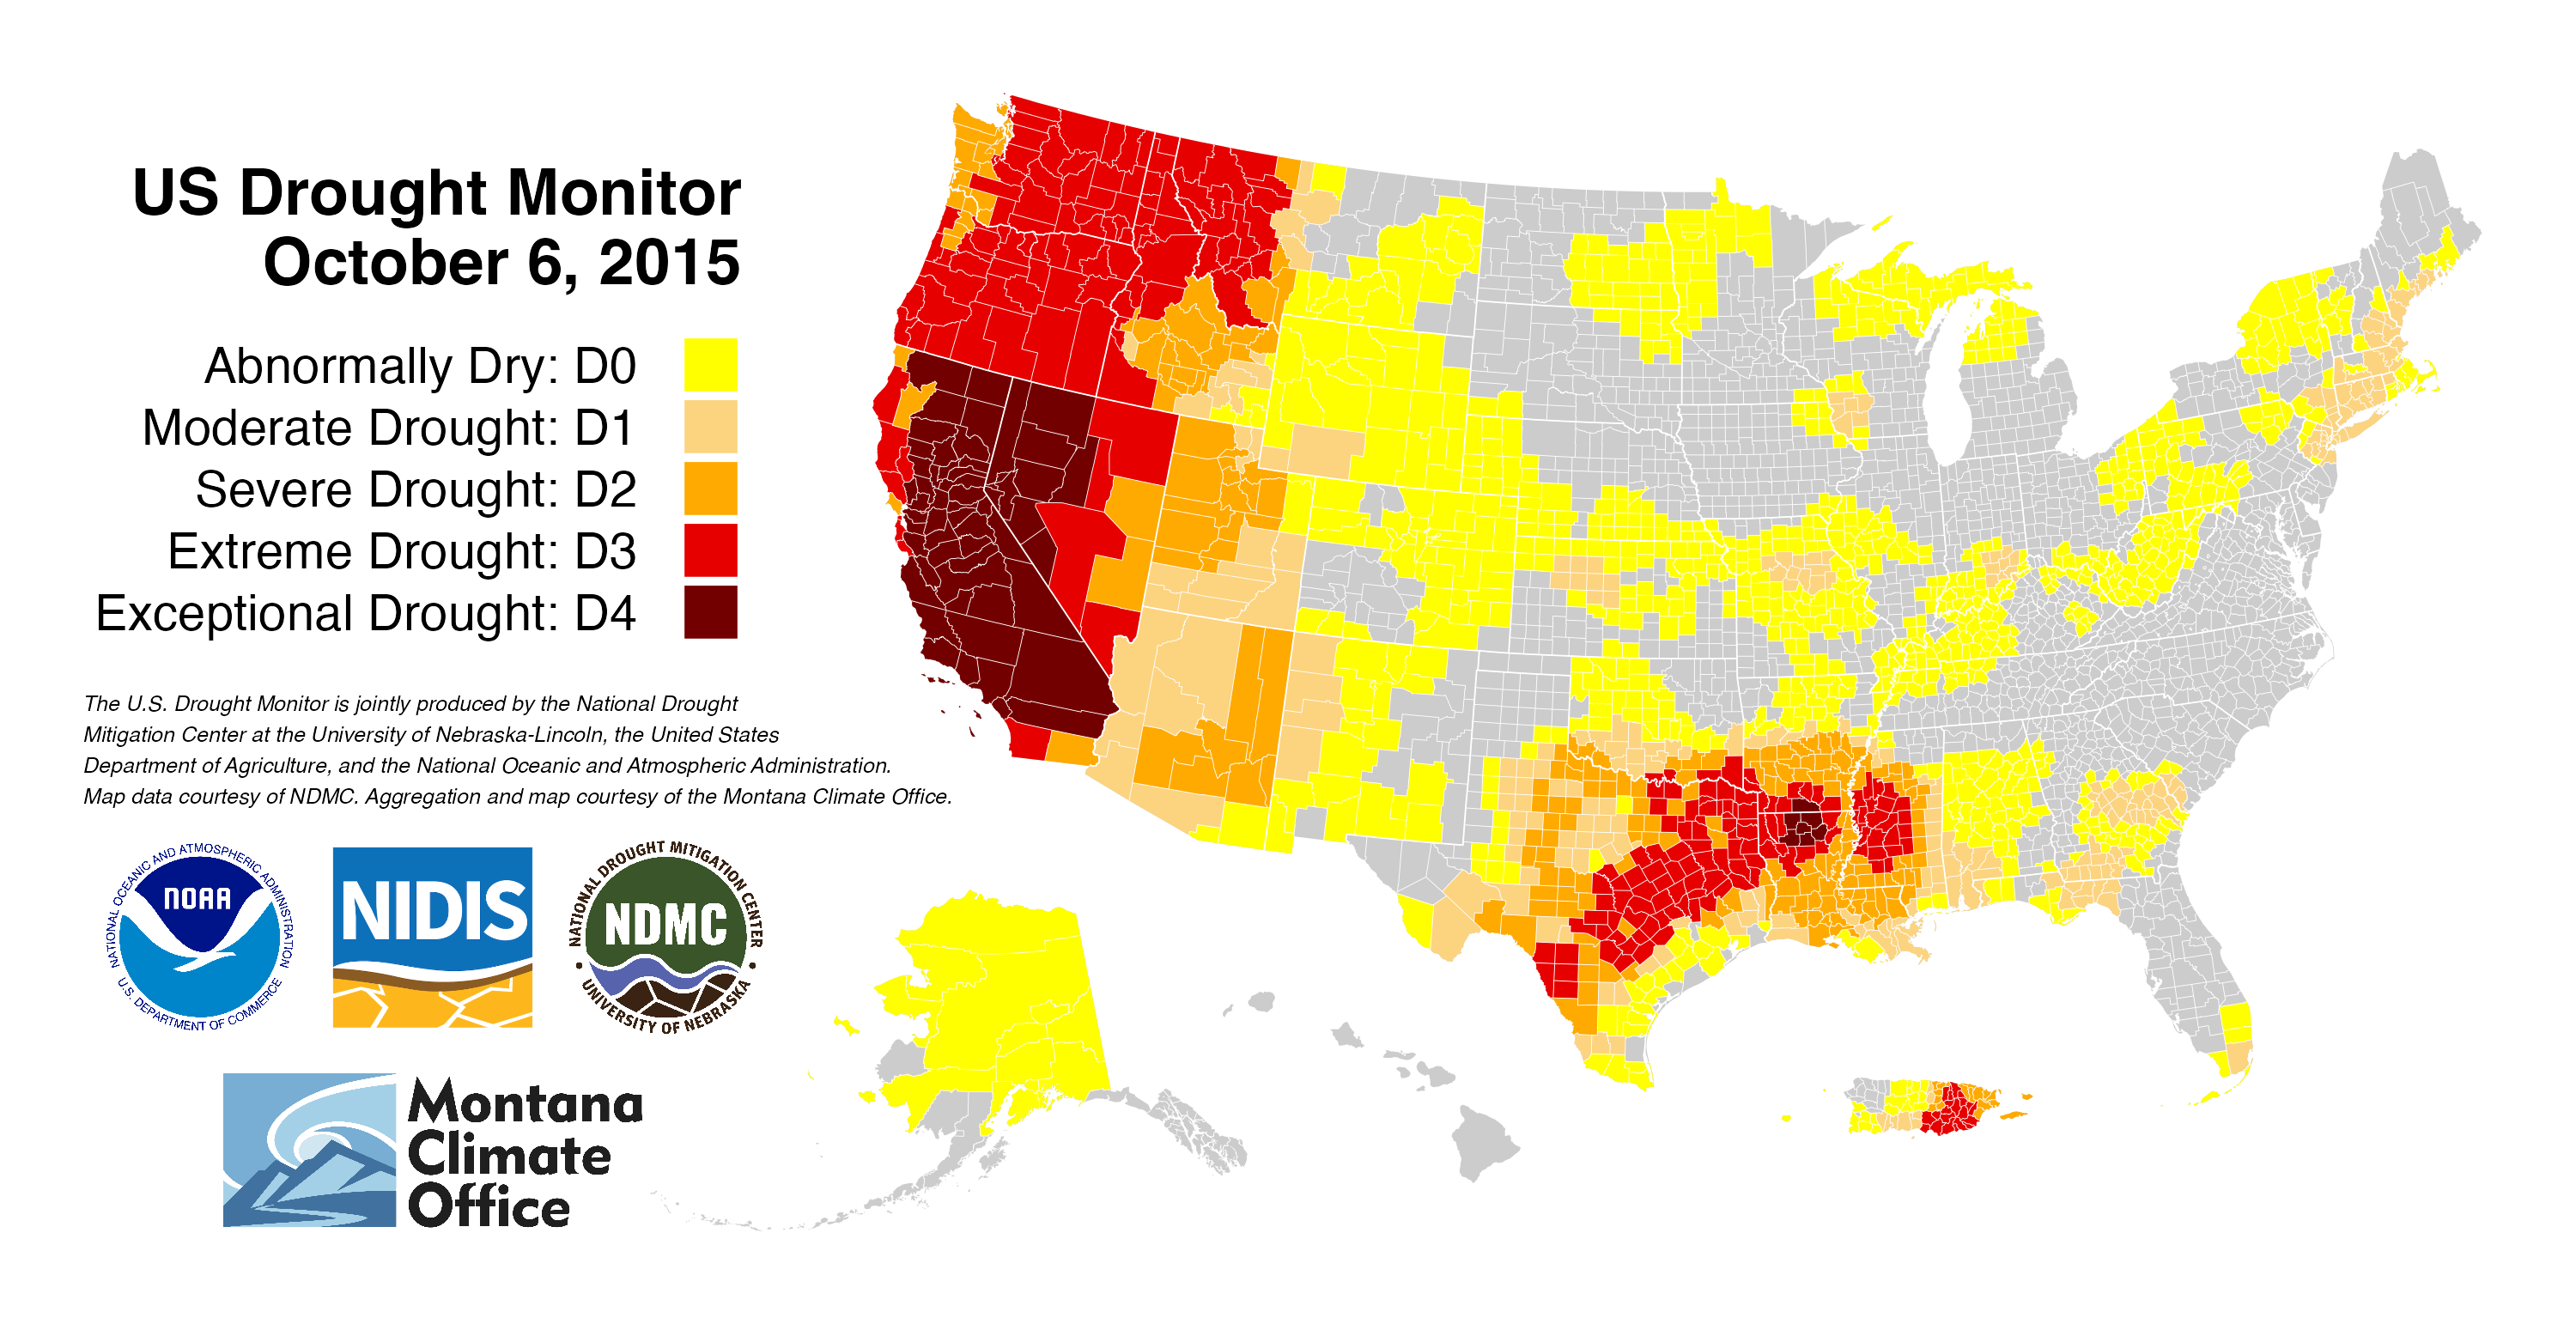 US Drought Monitor
October 6, 2015
Abnormally Dry: D0
Moderate Drought: D1
Severe Drought: D2
Extreme Drought: D3
Exceptional Drought: D4
The U.S. Drought Monitor is jointly produced by the National Drought
Mitigation Center at the University of Nebraska-Lincoln, the United States
Department of Agriculture, and the National Oceanic and Atmospheric Administration.
Map data courtesy of NDMC. Aggregation and map courtesy of the Montana Climate Office.
NATIONAL OCEANIC AND ATMOSPHERIC ADMINISTRATION
NOAA
U.S. DEPARTMENT OF COMMERCE
NIDIS
NATIONAL DROUGHT MITIGATION CENTER
NDMC
UNIVERSITY OF NEBRASKA
Montana
Climate
Office